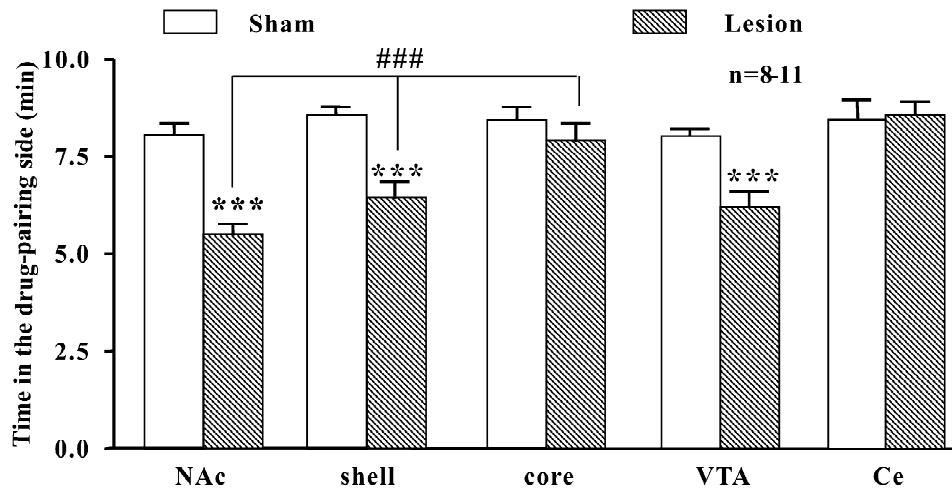 Sham Lesion
10.0 ### n=8-11
7.5
***
***
***
5.0
2.5
0.0
Time in the drug-pairing side (min)
NAc shell core VTA Ce